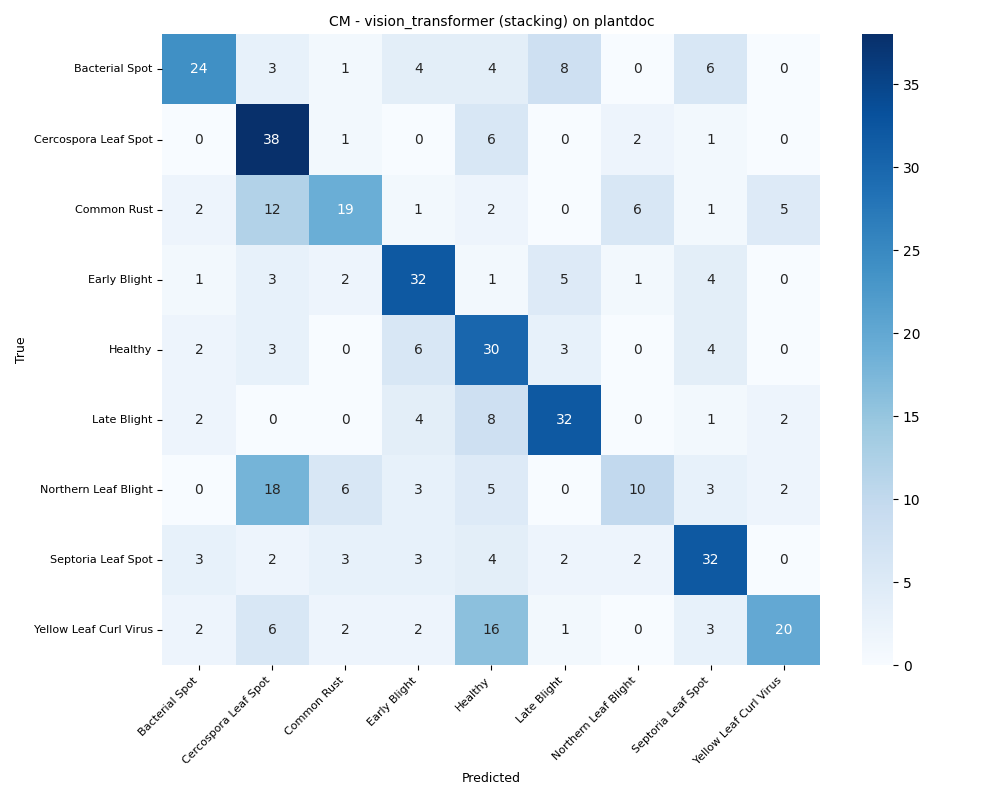 CM - vision_transformer (stacking) on plantdoc
True
Bacterial Spot 24 3 1 4 4 8 0 6 0
Cercospora Leaf Spot 0 38 1 0 6 0 2 1 0
Common Rust 2 12 19 1 2 0 6 1 5
Early Blight 1 3 2 32 1 5 1 4 0
Healthy 2 3 0 6 30 3 0 4 0
Late Blight 2 0 0 4 8 32 0 1 2
Northern Leaf Blight 0 18 6 3 5 0 10 3 2
Septoria Leaf Spot 3 2 3 3 4 2 2 32 0
Yellow Leaf Curl Virus 2 6 2 2 16 1 0 3 20
Bacterial Spot
Cercospora Leaf Spot
Common Rust
Early Blight
Healthy
Late Blight
Northern Leaf Blight
Septoria Leaf Spot
Yellow Leaf Curl Virus
Predicted
35
30
25
20
15
10
5
0